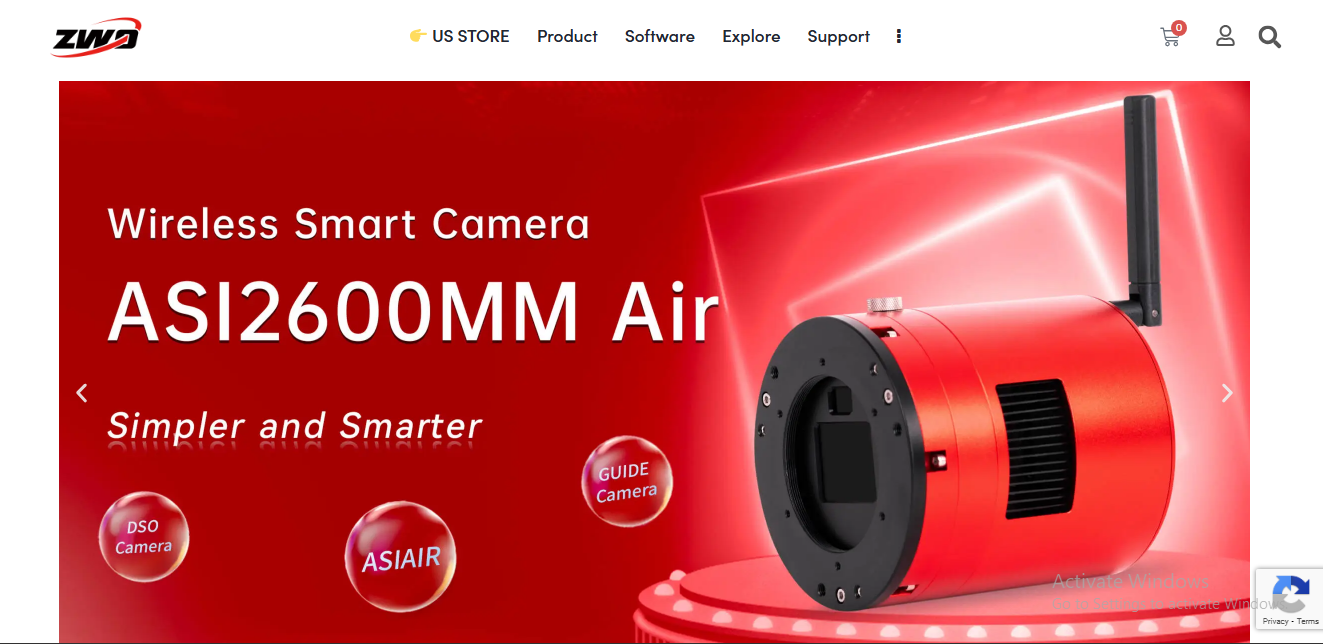 ZWO
👉 US STORE Product Software Explore Support
0
Wireless Smart Camera
ASI2600MM Air
Simpler and Smarter
GUIDE
Camera
DSO
Camera
ASIAIR
Activate Windows
Go to Settings to activate Windows.
Privacy - Terms